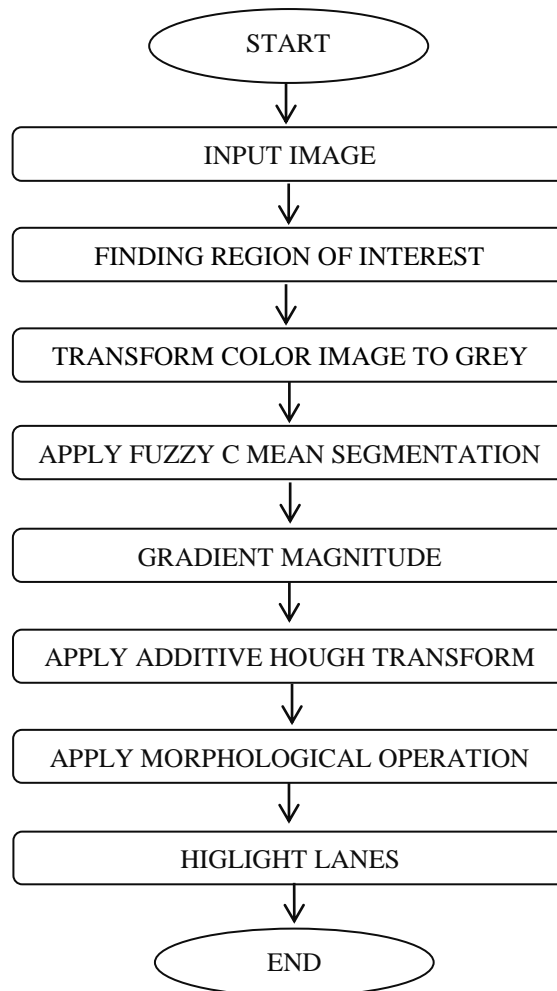 START
INPUT IMAGE
FINDING REGION OF INTEREST
TRANSFORM COLOR IMAGE TO GREY
APPLY FUZZY C MEAN SEGMENTATION
GRADIENT MAGNITUDE
APPLY ADDITIVE HOUGH TRANSFORM
APPLY MORPHOLOGICAL OPERATION
HIGLIGHT LANES
END